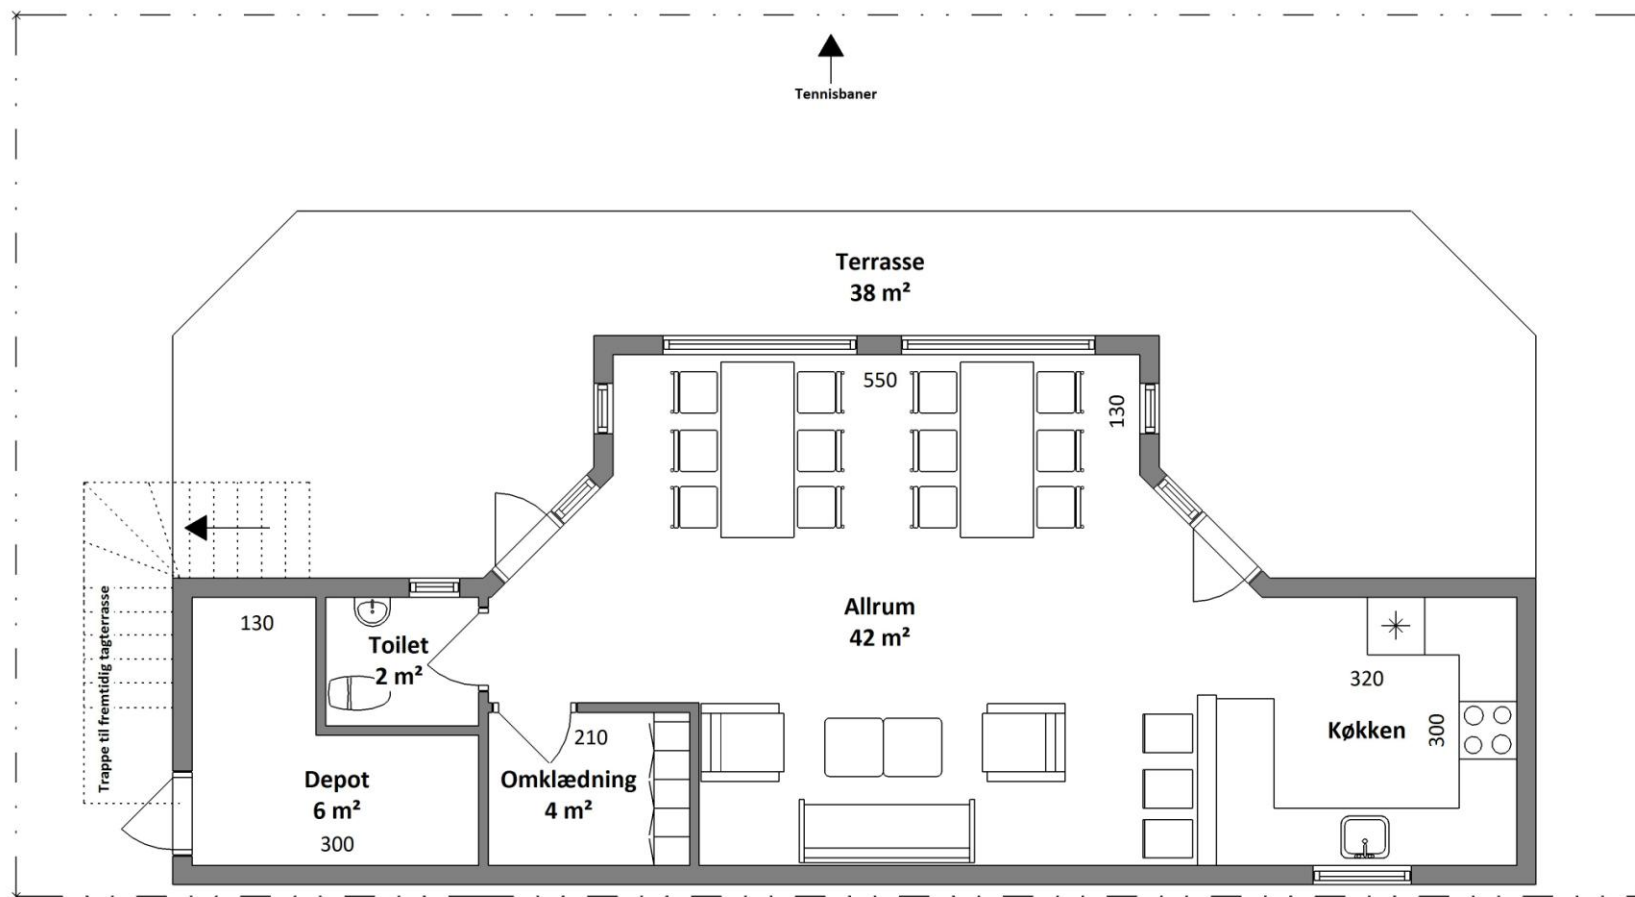 Tennisbaner
Terrasse
38 m²
550
130
Trappe til fremtidig tagterrasse
130
Toilet
2 m²
Allrum
42 m²
320
300
Køkken
210
Depot
6 m²
300
Omklædning
4 m²